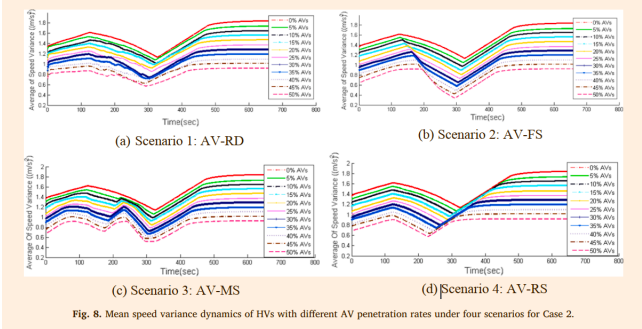 Average of Speed Variance ((m/s)²)
1.8
1.6
1.4
1.2
1
0.8
0.6
0.4
0.2
0 100 200 300 400 500 600 700 800
Time(sec)
0% AVs
5% AVs
10% AVs
15% AVs
20% AVs
25% AVs
30% AVs
35% AVs
40% AVs
45% AVs
50% AVs
(a) Scenario 1: AV-RD
Average of Speed Variance ((m/s)²)
1.8
1.6
1.4
1.2
1
0.8
0.6
0.4
0.2
0 100 200 300 400 500 600 700 800
Time(sec)
0% AVs
5% AVs
10% AVs
15% AVs
20% AVs
25% AVs
30% AVs
35% AVs
40% AVs
45% AVs
50% AVs
(b) Scenario 2: AV-FS
Average Of Speed Variance ((m/s)²)
1.8
1.6
1.4
1.2
1
0.8
0.6
0.4
0.2
0 100 200 300 400 500 600 700 800
Time(sec)
0% AVs
5% AVs
10% AVs
15% AVs
20% AVs
25% AVs
30% AVs
35% AVs
40% AVs
45% AVs
50% AVs
(c) Scenario 3: AV-MS
Average of Speed Variance ((m/s)²)
1.8
1.6
1.4
1.2
1
0.8
0.6
0.4
0.2
0 100 200 300 400 500 600 700 800
Time(sec)
0% AVs
5% AVs
10% AVs
15% AVs
20% AVs
25% AVs
30% AVs
35% AVs
40% AVs
45% AVs
50% AVs
(d) Scenario 4: AV-RS
Fig. 8. Mean speed variance dynamics of HVs with different AV penetration rates under four scenarios for Case 2.